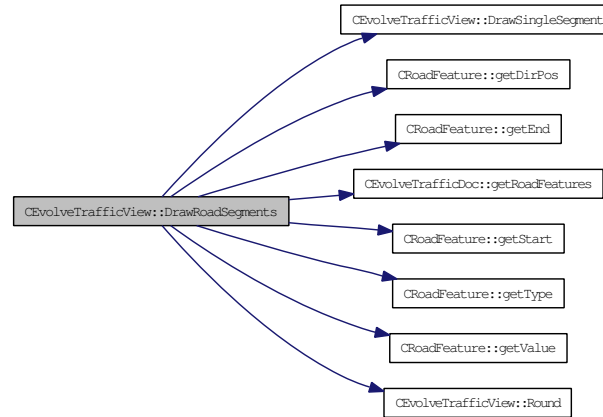 CEvolveTrafficView::DrawSingleSegment
CRoadFeature::getDirPos
CRoadFeature::getEnd
CEvolveTrafficDoc::getRoadFeatures
CEvolveTrafficView::DrawRoadSegments
CRoadFeature::getStart
CRoadFeature::getType
CRoadFeature::getValue
CEvolveTrafficView::Round